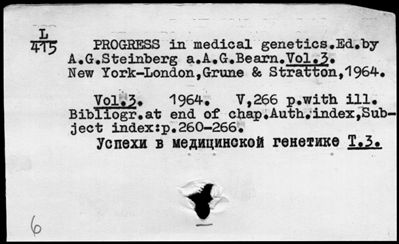 L
415
PROGRESS in medical genetics.Ed.by
A.G.Steinberg a.A.G.Bearn.Vol.3.
New York-London,Grune & Stratton,1964.
Vol.3. 1964. V,266 p.with ill.
Bibliogr.at end of chap.Auth.index,Sub-
ject index:p.260-266.
Успехи в медицинской генетике Т.3.
6